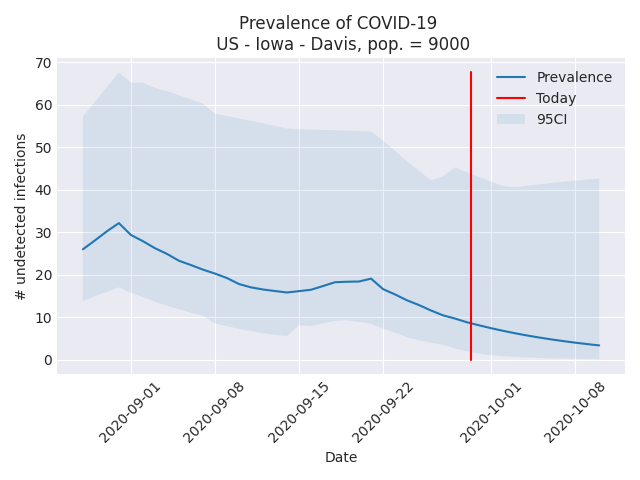 Prevalence of COVID-19
US - Iowa - Davis, pop. = 9000
Prevalence
Today
95CI
# undetected infections
70
60
50
40
30
20
10
0
2020-09-01
2020-09-08
2020-09-15
2020-09-22
2020-10-01
2020-10-08
Date